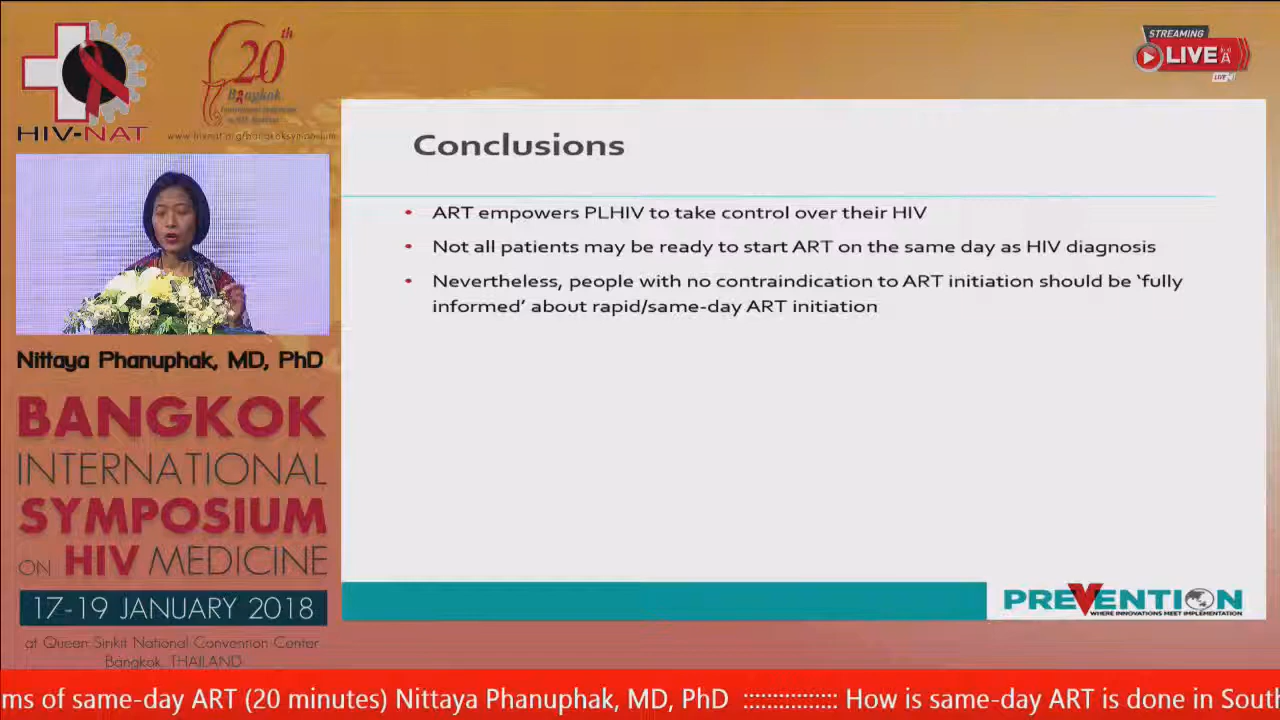 HIV-NAT
20th
Bangkok
www.hivnat.org/bangkoksymposium
STREAMING
LIVE
LIVE
Conclusions
• ART empowers PLHIV to take control over their HIV
• Not all patients may be ready to start ART on the same day as HIV diagnosis
• Nevertheless, people with no contraindication to ART initiation should be ‘fully
informed’ about rapid/same-day ART initiation
Nittaya Phanuphak, MD, PhD
BANGKOK
INTERNATIONAL
SYMPOSIUM
ON HIV MEDICINE
17-19 JANUARY 2018
at Queen Sirikit National Convention Center
Bangkok, THAILAND
PREVENTION
WHERE INNOVATIONS MEET IMPLEMENTATION
ms of same-day ART (20 minutes) Nittaya Phanuphak, MD, PhD :::::::::::::::: How is same-day ART is done in South